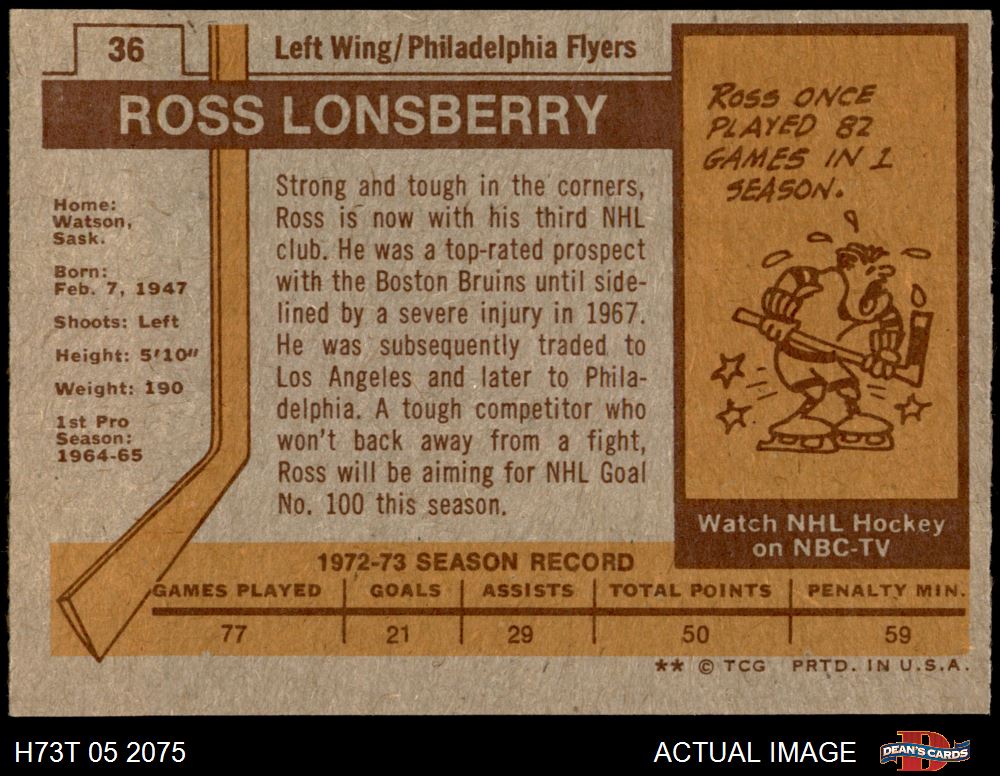 36
Left Wing/Philadelphia Flyers
ROSS LONSBERRY
Home:
Watson,
Sask.
Born:
Feb. 7, 1947
Shoots: Left
Height: 5'10"
Weight: 190
1st Pro
Season:
1964-65
Strong and tough in the corners,
Ross is now with his third NHL
club. He was a top-rated prospect
with the Boston Bruins until side-
lined by a severe injury in 1967.
He was subsequently traded to
Los Angeles and later to Phila-
delphia. A tough competitor who
won't back away from a fight,
Ross will be aiming for NHL Goal
No. 100 this season.
ROSS ONCE
PLAYED 82
GAMES IN 1
SEASON.
Watch NHL Hockey
on NBC-TV
1972-73 SEASON RECORD
GAMES PLAYED GOALS ASSISTS TOTAL POINTS PENALTY MIN.
77 21 29 50 59
** © TCG PRTD. IN U.S.A.
H73T 05 2075
ACTUAL IMAGE
DEAN'S CARDS